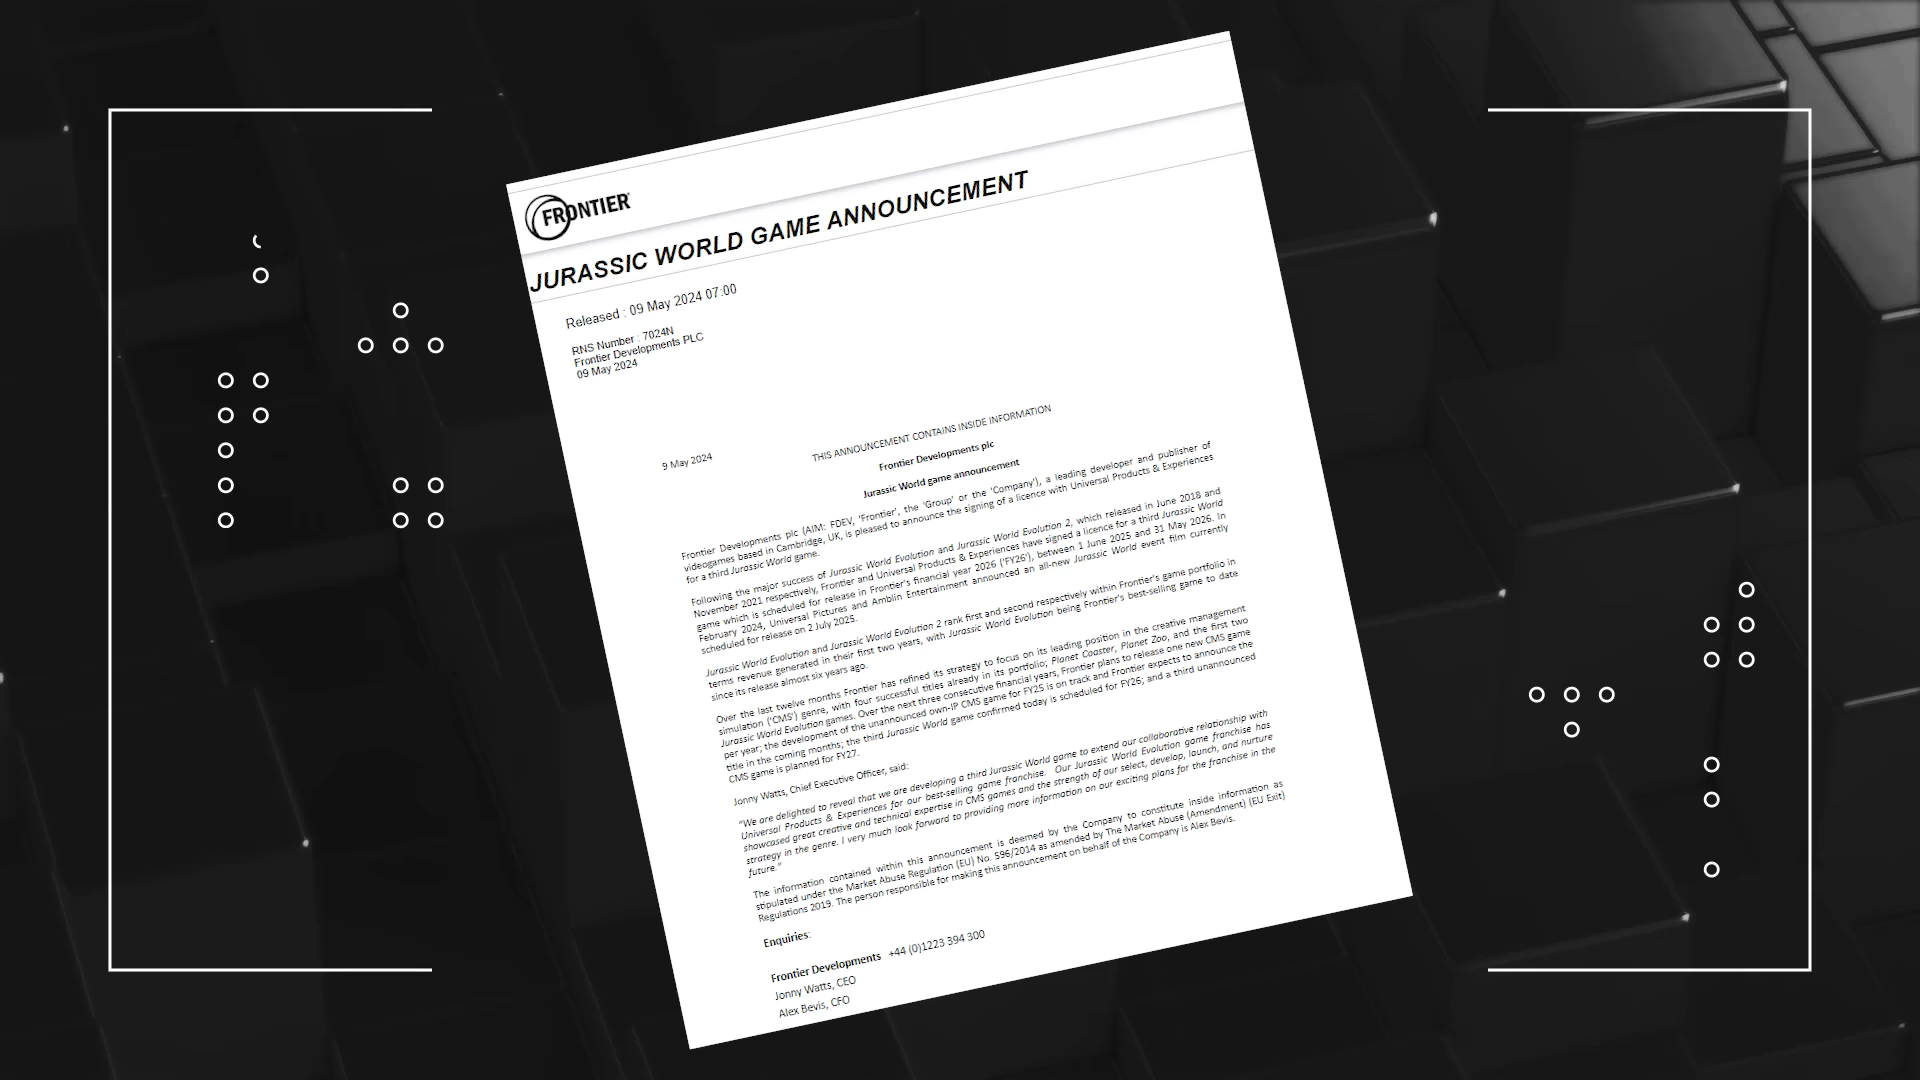 FRONTIER
JURASSIC WORLD GAME ANNOUNCEMENT
Released : 09 May 2024 07:00
RNS Number : 7024N
Frontier Developments PLC
09 May 2024
THIS ANNOUNCEMENT CONTAINS INSIDE INFORMATION
9 May 2024
Frontier Developments plc
Jurassic World game announcement
Frontier Developments plc (AIM: FDEV, 'Frontier', the 'Group' or the 'Company'), a leading developer and publisher of
videogames based in Cambridge, UK, is pleased to announce the signing of a licence with Universal Products & Experiences
for a third Jurassic World game.
Following the major success of Jurassic World Evolution and Jurassic World Evolution 2, which released in June 2018 and
November 2021 respectively, Frontier and Universal Products & Experiences have signed a licence for a third Jurassic World
game which is scheduled for release in Frontier's financial year 2026 ('FY26'), between 1 June 2025 and 31 May 2026. In
February 2024, Universal Pictures and Amblin Entertainment announced an all-new Jurassic World event film currently
scheduled for release on 2 July 2025.
Jurassic World Evolution and Jurassic World Evolution 2 rank first and second respectively within Frontier's game portfolio in
terms revenue generated in their first two years, with Jurassic World Evolution being Frontier's best-selling game to date
since its release almost six years ago.
Over the last twelve months Frontier has refined its strategy to focus on its leading position in the creative management
simulation ('CMS') genre, with four successful titles already in its portfolio; Planet Coaster, Planet Zoo, and the first two
Jurassic World Evolution games. Over the next three consecutive financial years, Frontier plans to release one new CMS game
per year; the development of the unannounced own-IP CMS game for FY25 is on track and Frontier expects to announce the
title in the coming months; the third Jurassic World game confirmed today is scheduled for FY26; and a third unannounced
CMS game is planned for FY27.
Jonny Watts, Chief Executive Officer, said:
"We are delighted to reveal that we are developing a third Jurassic World game to extend our collaborative relationship with
Universal Products & Experiences for our best-selling game franchise. Our Jurassic World Evolution game franchise has
showcased great creative and technical expertise in CMS games and the strength of our select, develop, launch, and nurture
strategy in the genre. I very much look forward to providing more information on our exciting plans for the franchise in the
future."
The information contained within this announcement is deemed by the Company to constitute inside information as
stipulated under the Market Abuse Regulation (EU) No. 596/2014 as amended by The Market Abuse (Amendment) (EU Exit)
Regulations 2019. The person responsible for making this announcement on behalf of the Company is Alex Bevis.
Enquiries:
Frontier Developments +44 (0)1223 394 300
Jonny Watts, CEO
Alex Bevis, CFO